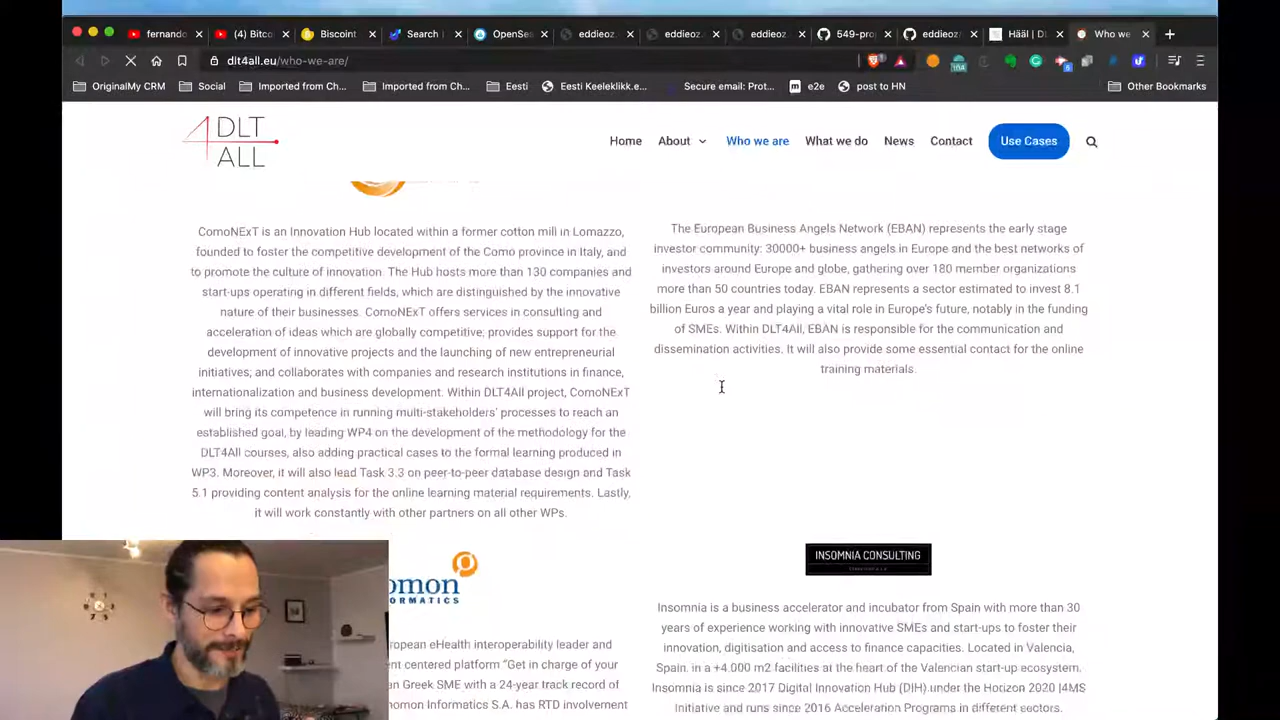 fernando
(4) Bitco
Biscoint
Search |
OpenSea
eddieoz.
eddieoz.
eddieoz.
549-pro
eddieoz/
Hääl | D
Who we
dlt4all.eu/who-we-are/
OriginalMy CRM
Social
Imported from Ch...
Imported from Ch...
Eesti
Eesti Keeleklikk.e...
Secure email: Prot...
e2e
post to HN
Other Bookmarks
4 DLT
ALL
Home
About
Who we are
What we do
News
Contact
Use Cases
ComoNExT is an Innovation Hub located within a former cotton mill in Lomazzo,
founded to foster the competitive development of the Como province in Italy, and
to promote the culture of innovation. The Hub hosts more than 130 companies and
start-ups operating in different fields, which are distinguished by the innovative
nature of their businesses. ComoNExT offers services in consulting and
acceleration of ideas which are globally competitive; provides support for the
development of innovative projects and the launching of new entrepreneurial
initiatives; and collaborates with companies and research institutions in finance,
internationalization and business development. Within DLT4All project, ComoNExT
will bring its competence in running multi-stakeholders' processes to reach an
established goal, by leading WP4 on the development of the methodology for the
DLT4All courses, also adding practical cases to the formal learning produced in
WP3. Moreover, it will also lead Task 3.3 on peer-to-peer database design and Task
5.1 providing content analysis for the online learning material requirements. Lastly,
it will work constantly with other partners on all other WPs.
The European Business Angels Network (EBAN) represents the early stage
investor community: 30000+ business angels in Europe and the best networks of
investors around Europe and globe, gathering over 180 member organizations
more than 50 countries today. EBAN represents a sector estimated to invest 8.1
billion Euros a year and playing a vital role in Europe's future, notably in the funding
of SMEs. Within DLT4All, EBAN is responsible for the communication and
dissemination activities. It will also provide some essential contact for the online
training materials.
omon
FORMATICS
ropean eHealth interoperability leader and
nt centered platform "Get in charge of your
an Greek SME with a 24-year track record of
nomon Informatics S.A. has RTD involvement
INSOMNIA CONSULTING
Insomnia is a business accelerator and incubator from Spain with more than 30
years of experience working with innovative SMEs and start-ups to foster their
innovation, digitisation and access to finance capacities. Located in Valencia,
Spain. in a +4.000 m2 facilities at the heart of the Valencian start-up ecosystem.
Insomnia is since 2017 Digital Innovation Hub (DIH).under the Horizon 2020 |4MS
Initiative and runs since 2016 Acceleration Programs in different sectors.